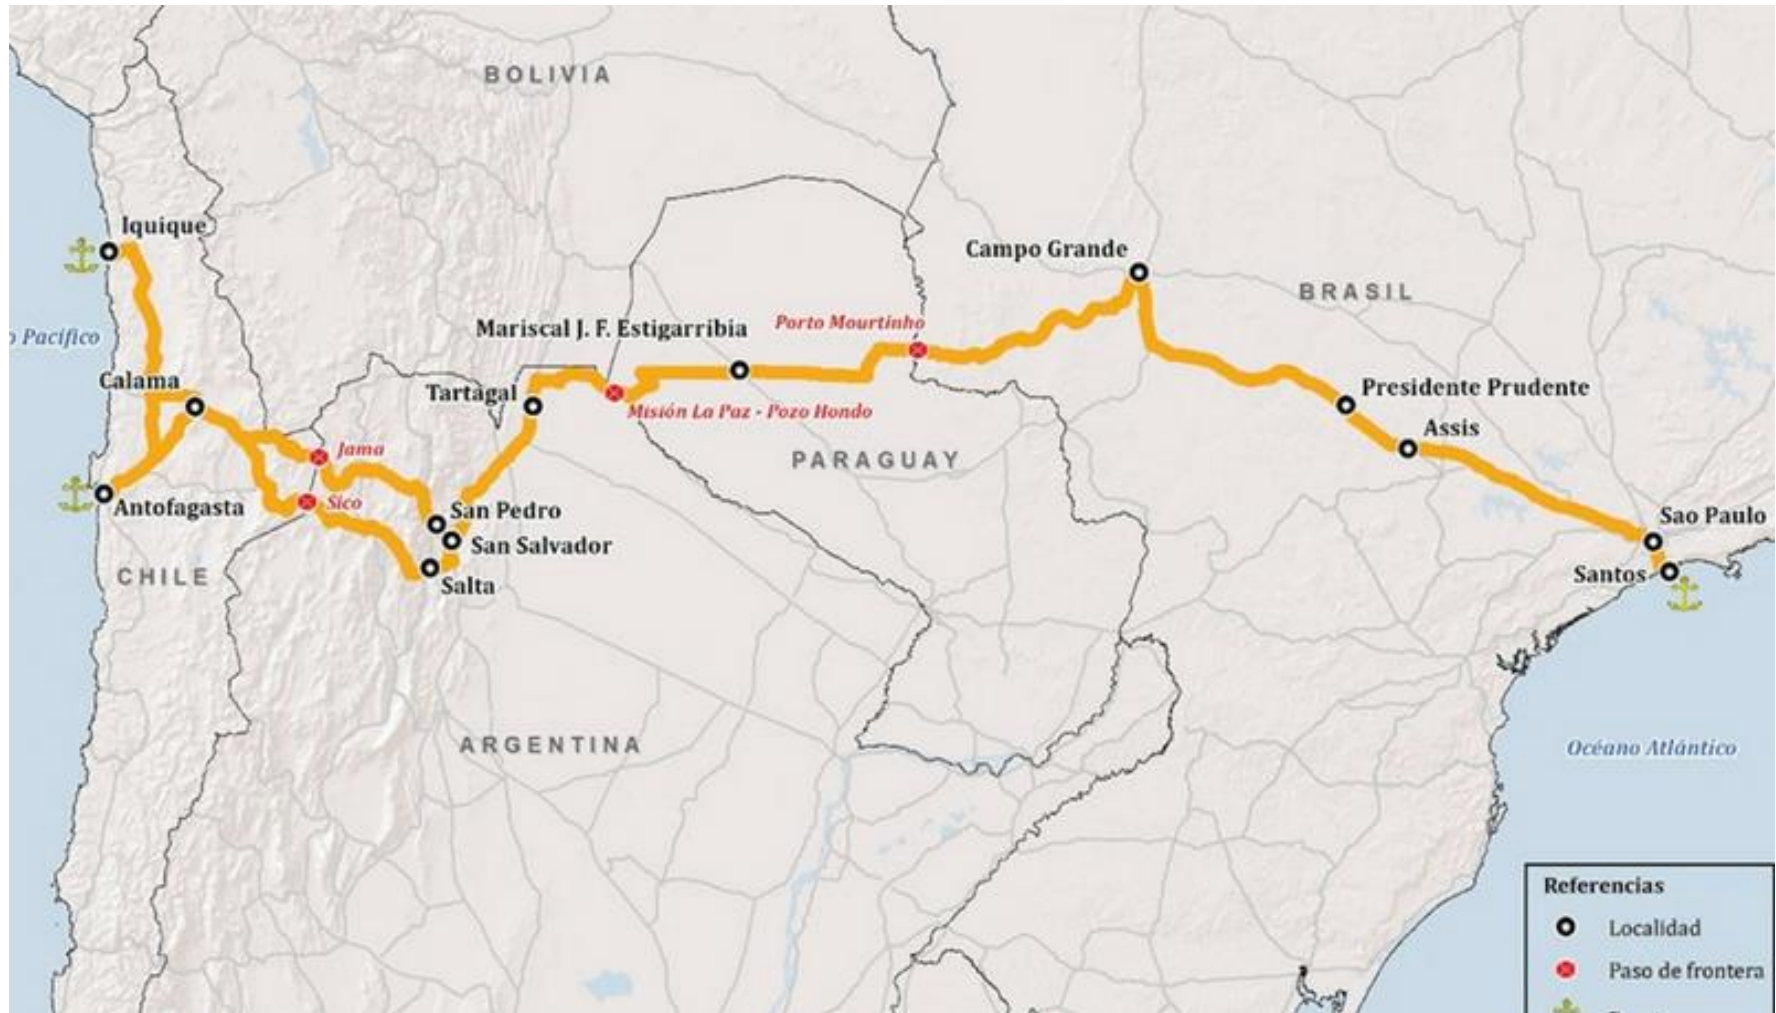 BOLIVIA
Iquique
Campo Grande
BRASIL
o Pacífico
Mariscal J. F. Estigarribia
Porto Mourtinho
Calama
Tartagal
Misión La Paz - Pozo Hondo
Presidente Prudente
Assis
Jama
PARAGUAY
Sico
Antofagasta
San Pedro
San Salvador
Salta
CHILE
Sao Paulo
Santos
ARGENTINA
Océano Atlántico
Referencias
Localidad
Paso de frontera